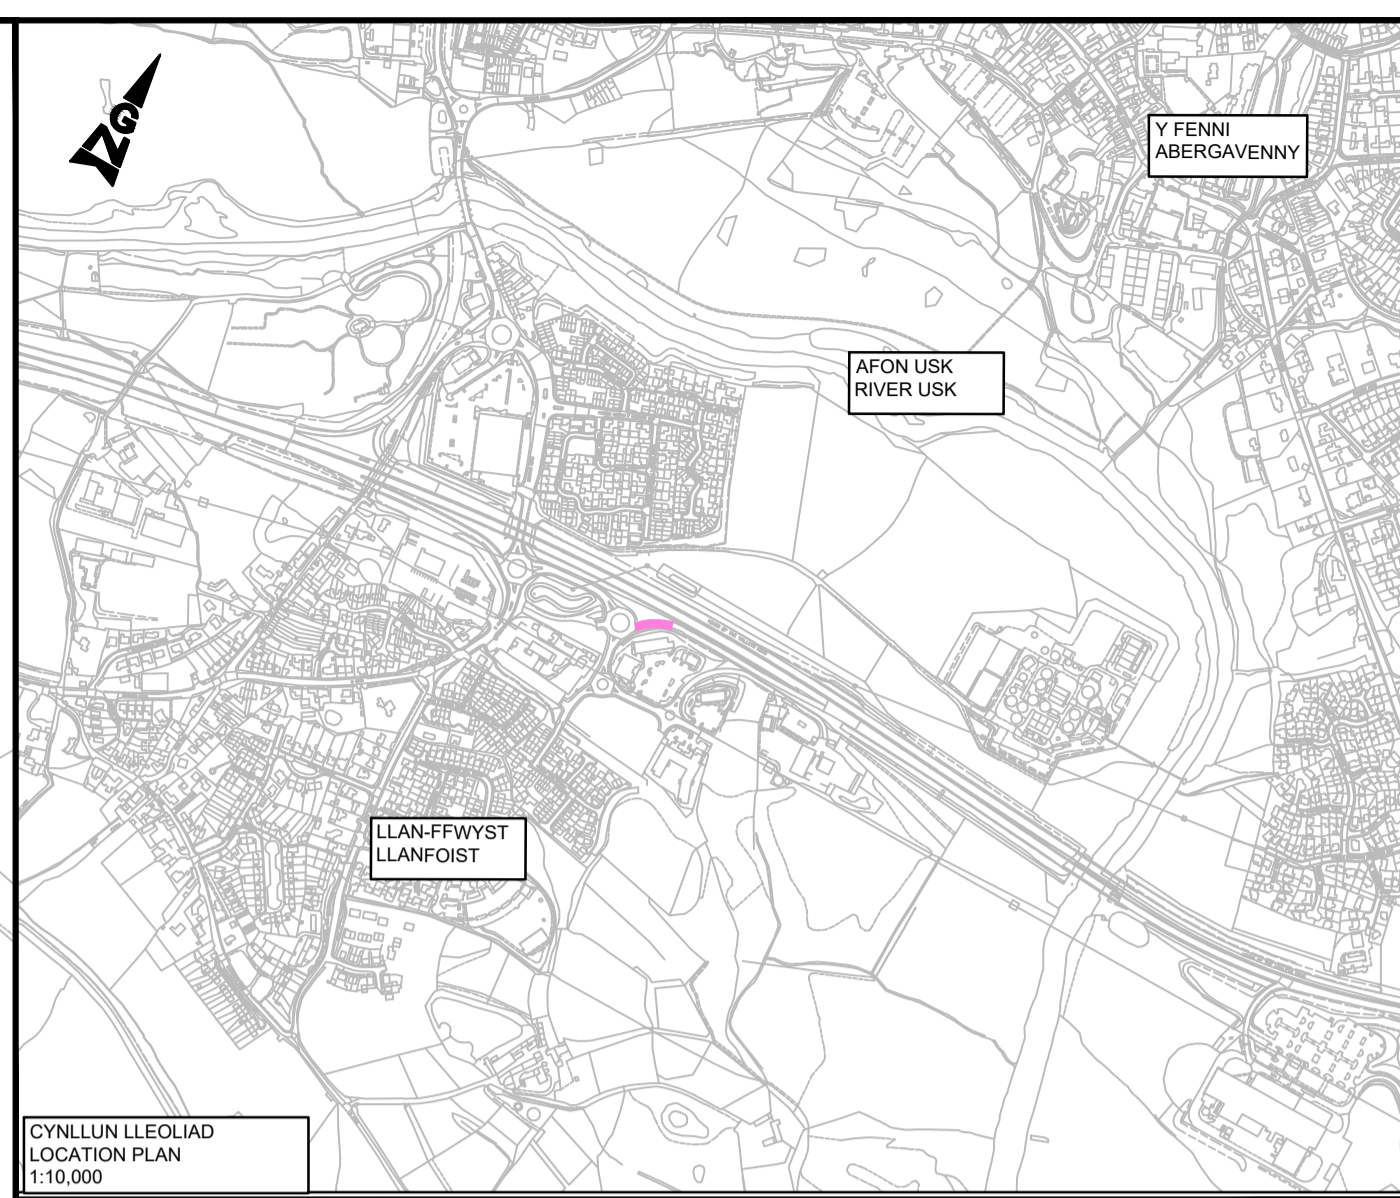 Y FENNI
ABERGAVENNY
AFON USK
RIVER USK
LLAN-FFWYST
LLANFOIST
CYNLLUN LLEOLIAD
LOCATION PLAN
1:10,000